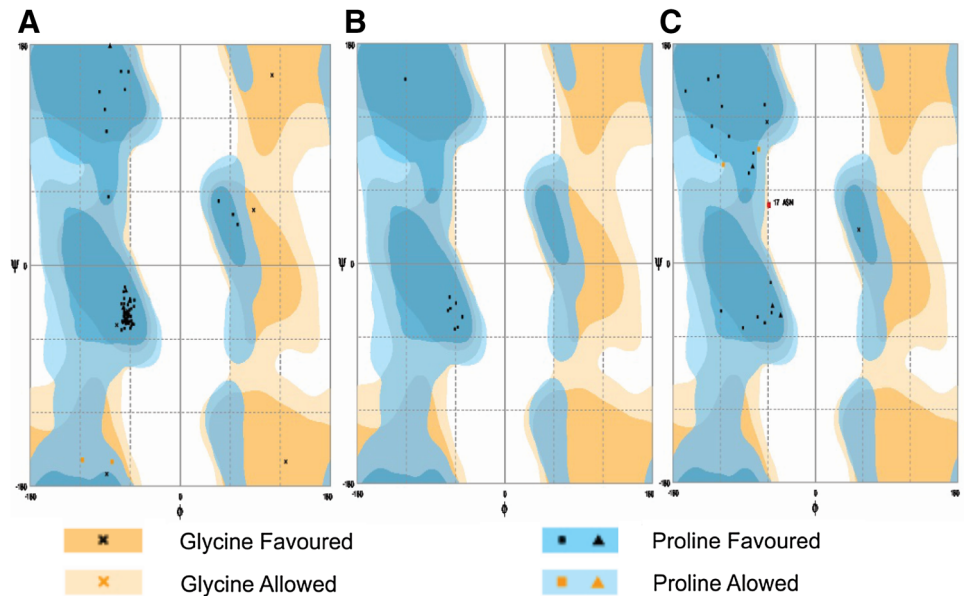 A B C
180 180 180
Ψ 0 Ψ 0 Ψ 0
17 ASN
-180 -180 -180
-180 0 180 -180 0 180 -180 0 180
Φ Φ Φ
Glycine Favoured Proline Favoured
Glycine Allowed Proline Alowed